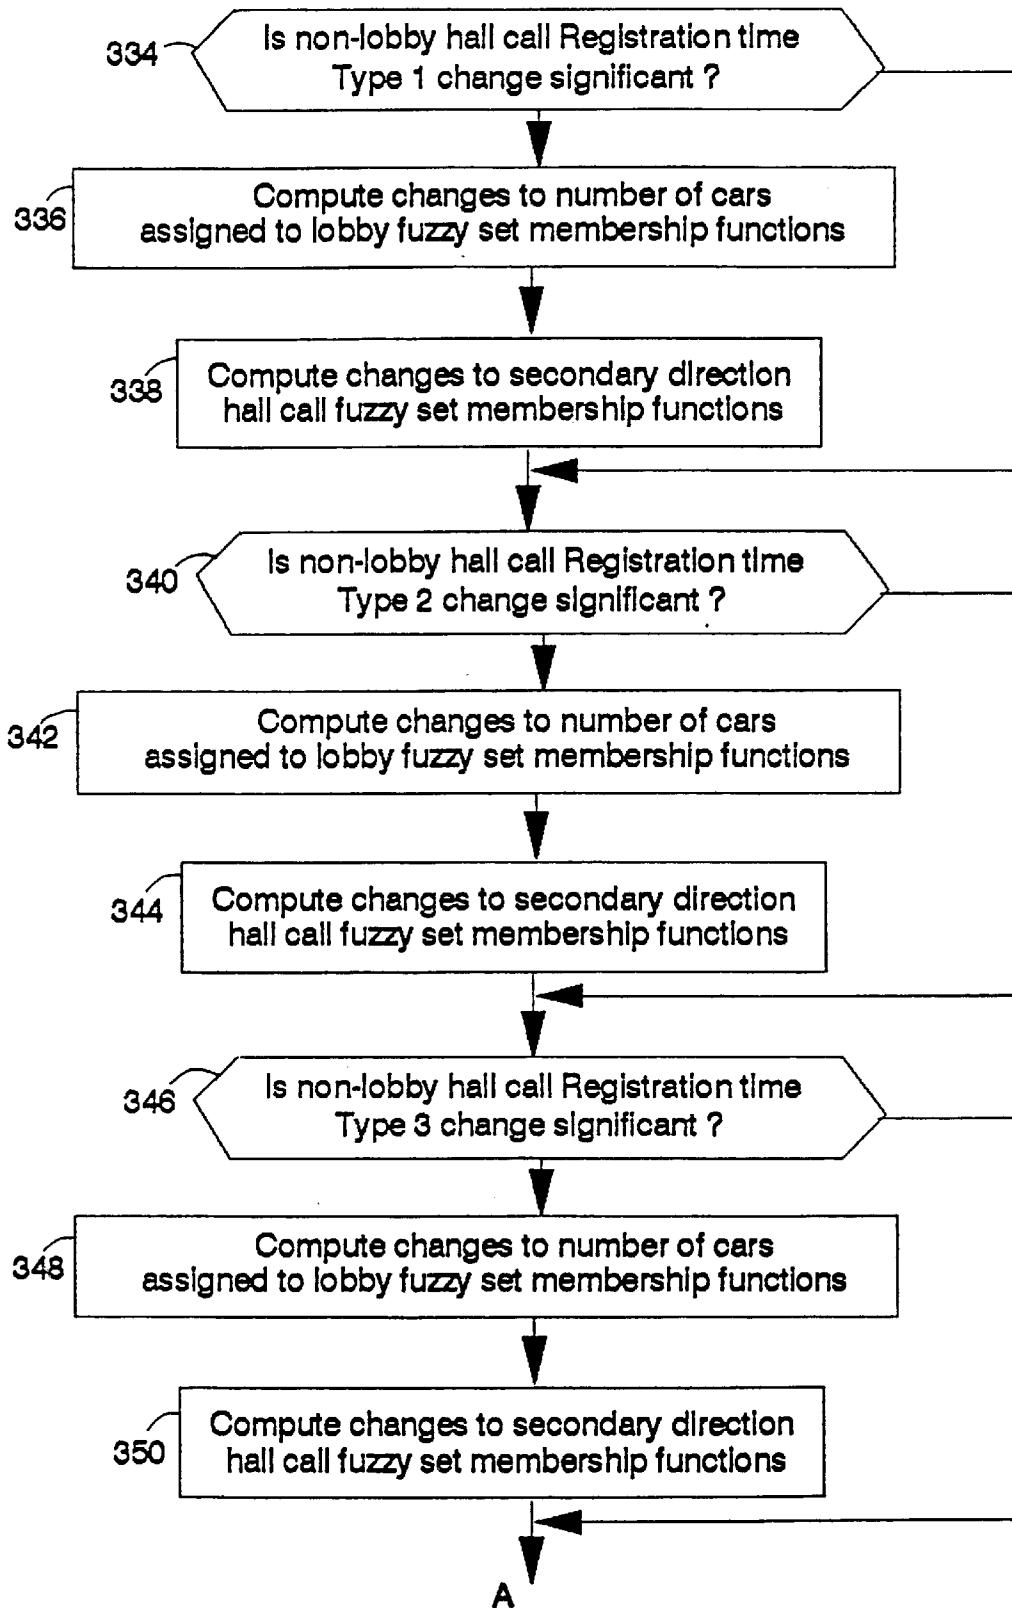 334
Is non-lobby hall call Registration time
Type 1 change significant ?
336
Compute changes to number of cars
assigned to lobby fuzzy set membership functions
338
Compute changes to secondary direction
hall call fuzzy set membership functions
340
Is non-lobby hall call Registration time
Type 2 change significant ?
342
Compute changes to number of cars
assigned to lobby fuzzy set membership functions
344
Compute changes to secondary direction
hall call fuzzy set membership functions
346
Is non-lobby hall call Registration time
Type 3 change significant ?
348
Compute changes to number of cars
assigned to lobby fuzzy set membership functions
350
Compute changes to secondary direction
hall call fuzzy set membership functions
A